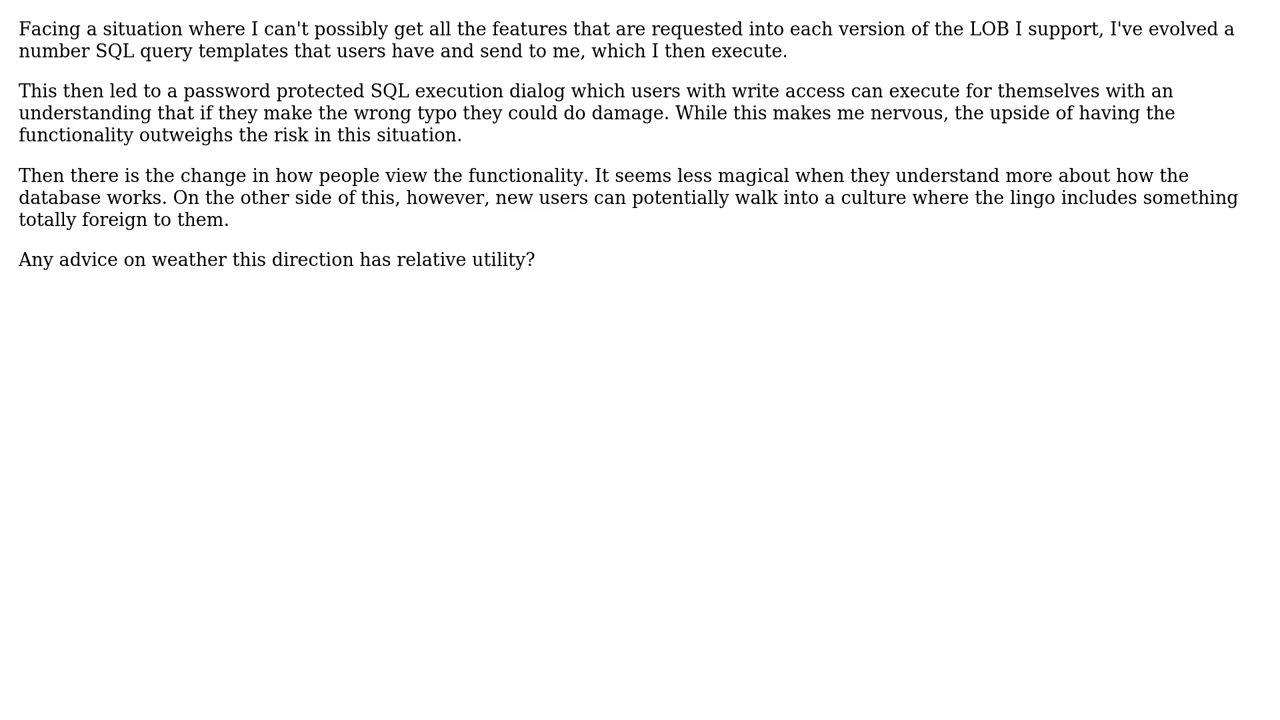 Facing a situation where I can't possibly get all the features that are requested into each version of the LOB I support, I've evolved a
number SQL query templates that users have and send to me, which I then execute.
This then led to a password protected SQL execution dialog which users with write access can execute for themselves with an
understanding that if they make the wrong typo they could do damage. While this makes me nervous, the upside of having the
functionality outweighs the risk in this situation.
Then there is the change in how people view the functionality. It seems less magical when they understand more about how the
database works. On the other side of this, however, new users can potentially walk into a culture where the lingo includes something
totally foreign to them.
Any advice on weather this direction has relative utility?